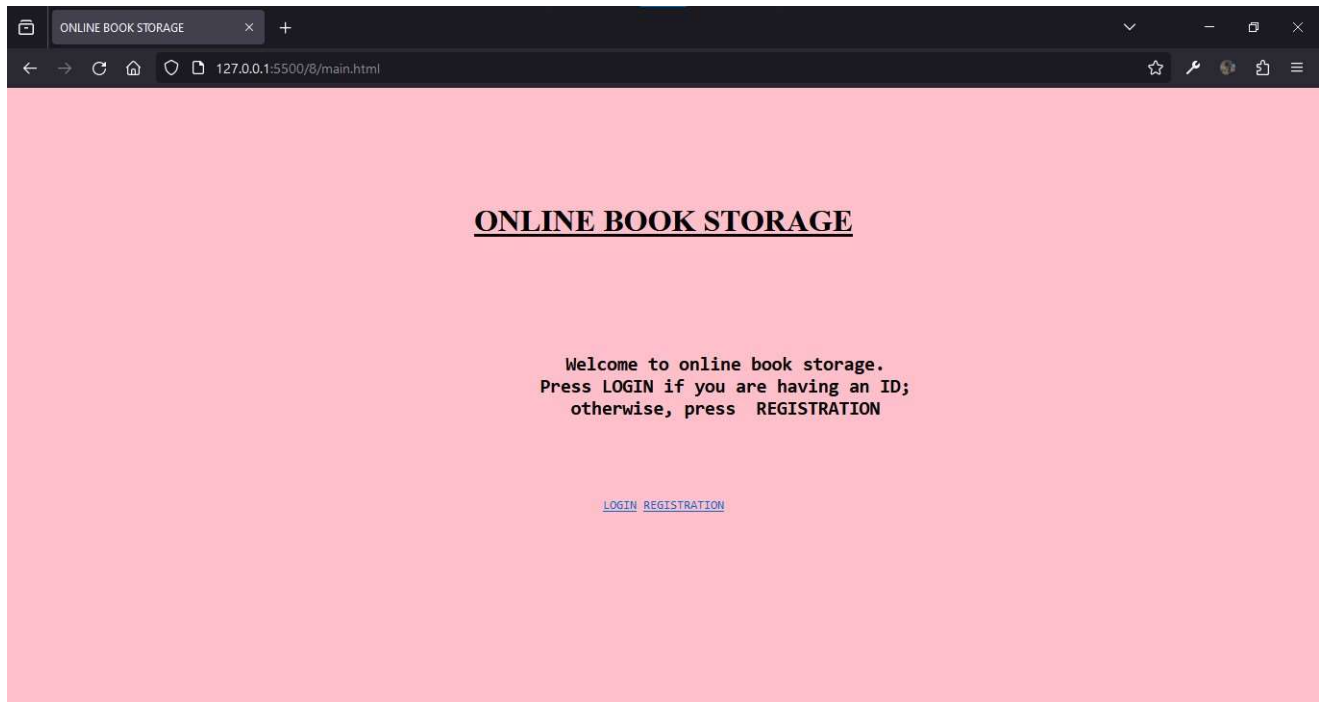 ONLINE BOOK STORAGE
127.0.0.1:5500/8/main.html
ONLINE BOOK STORAGE
Welcome to online book storage.
Press LOGIN if you are having an ID;
otherwise, press  REGISTRATION
LOGIN REGISTRATION